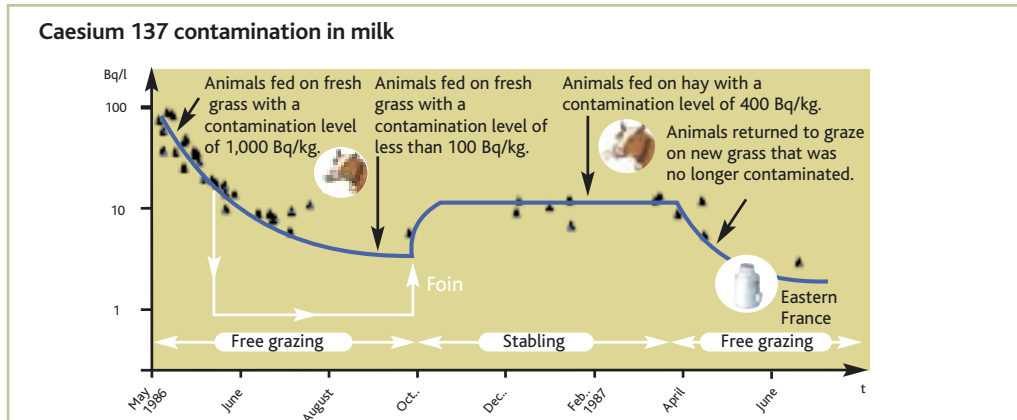 Caesium 137 contamination in milk
Bq/l
100
10
1
Animals fed on fresh
grass with a
contamination level
of 1,000 Bq/kg.
Animals fed on fresh
grass with a
contamination level of
less than 100 Bq/kg.
Animals fed on hay with a
contamination level of 400 Bq/kg.
Animals returned to graze
on new grass that was
no longer contaminated.
Foin
Eastern
France
Free grazing
Stabling
Free grazing
May
1986
June
August
Oct..
Dec..
Feb..
1987
April
June
t